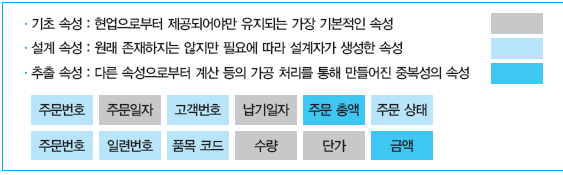 · 기초 속성 : 현업으로부터 제공되어야만 유지되는 가장 기본적인 속성
· 설계 속성 : 원래 존재하지는 않지만 필요에 따라 설계자가 생성한 속성
· 추출 속성 : 다른 속성으로부터 계산 등의 가공 처리를 통해 만들어진 중복성의 속성
주문번호 주문일자 고객번호 납기일자 주문 총액 주문 상태
주문번호 일련번호 품목 코드 수량 단가 금액